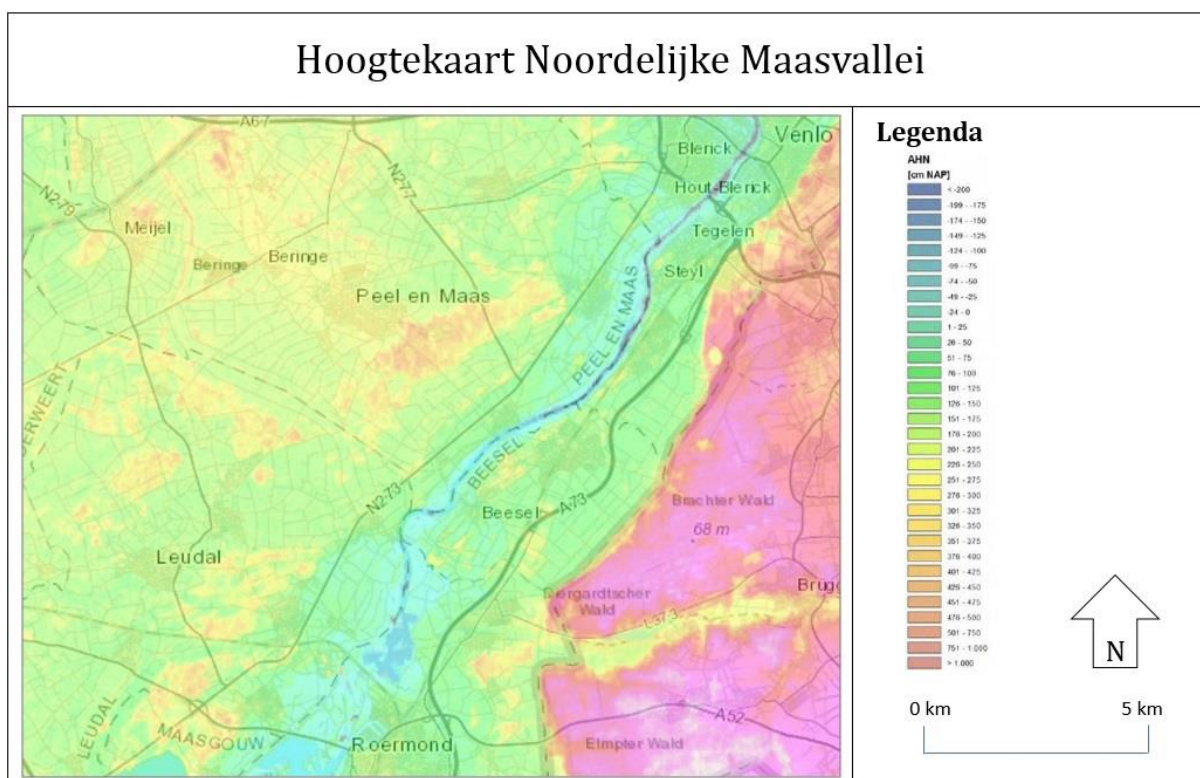 Hoogtekaart Noordelijke Maasvallei
A67
Venlo
Blerick
N277
Hout-Blerick
N279
Meijel
Tegelen
Beringe
Beringe
Steyl
Peel en Maas
PEEL EN MAAS
BEESEL
Brachter Wald
N273
Beesel
A73
68 m
Leudal
Brugg
Wald
LEUDAL
MAASGOUW
Roermond
A52
Elmpter Wald
Legenda
AHN
[cm NAP]
< -200
-199 - -175
-174 - -150
-149 - -125
-124 - -100
-99 - -75
-74 - -50
-49 - -25
-24 - 0
1 - 25
26 - 50
51 - 75
76 - 100
101 - 125
126 - 150
151 - 175
176 - 200
201 - 225
226 - 250
251 - 275
276 - 300
301 - 325
326 - 350
351 - 375
376 - 400
401 - 425
426 - 450
451 - 475
476 - 500
501 - 750
751 - 1.000
> 1.000
N
0 km
5 km